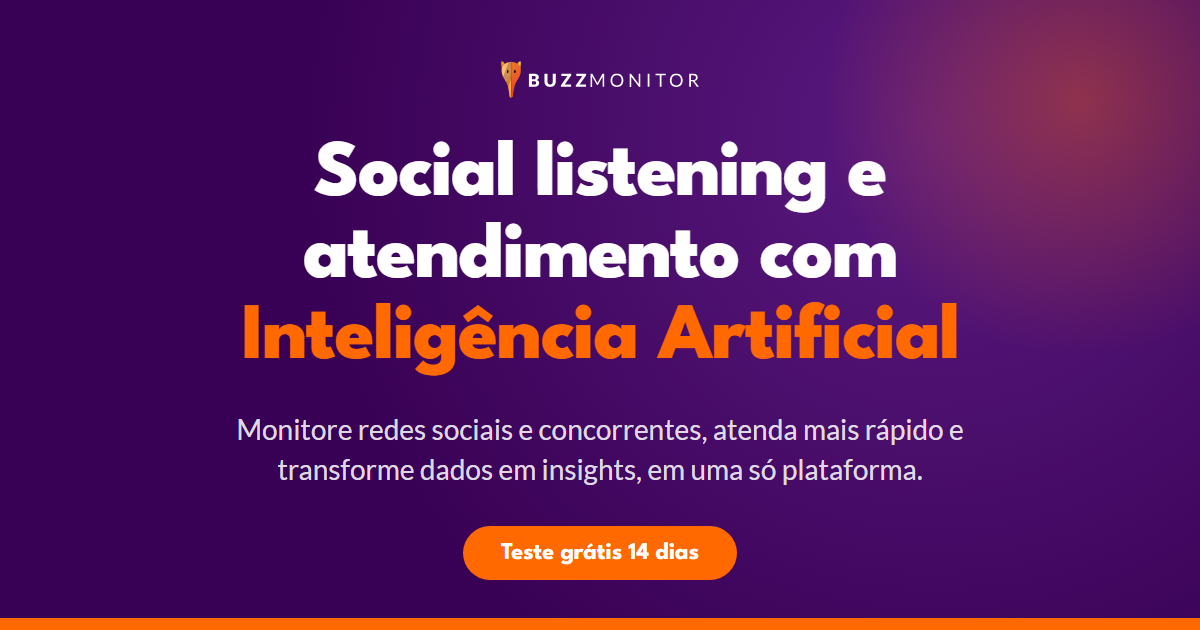 BUZZMONITOR
Social listening e
atendimento com
Inteligência Artificial
Monitore redes sociais e concorrentes, atenda mais rápido e
transforme dados em insights, em uma só plataforma.
Teste grátis 14 dias